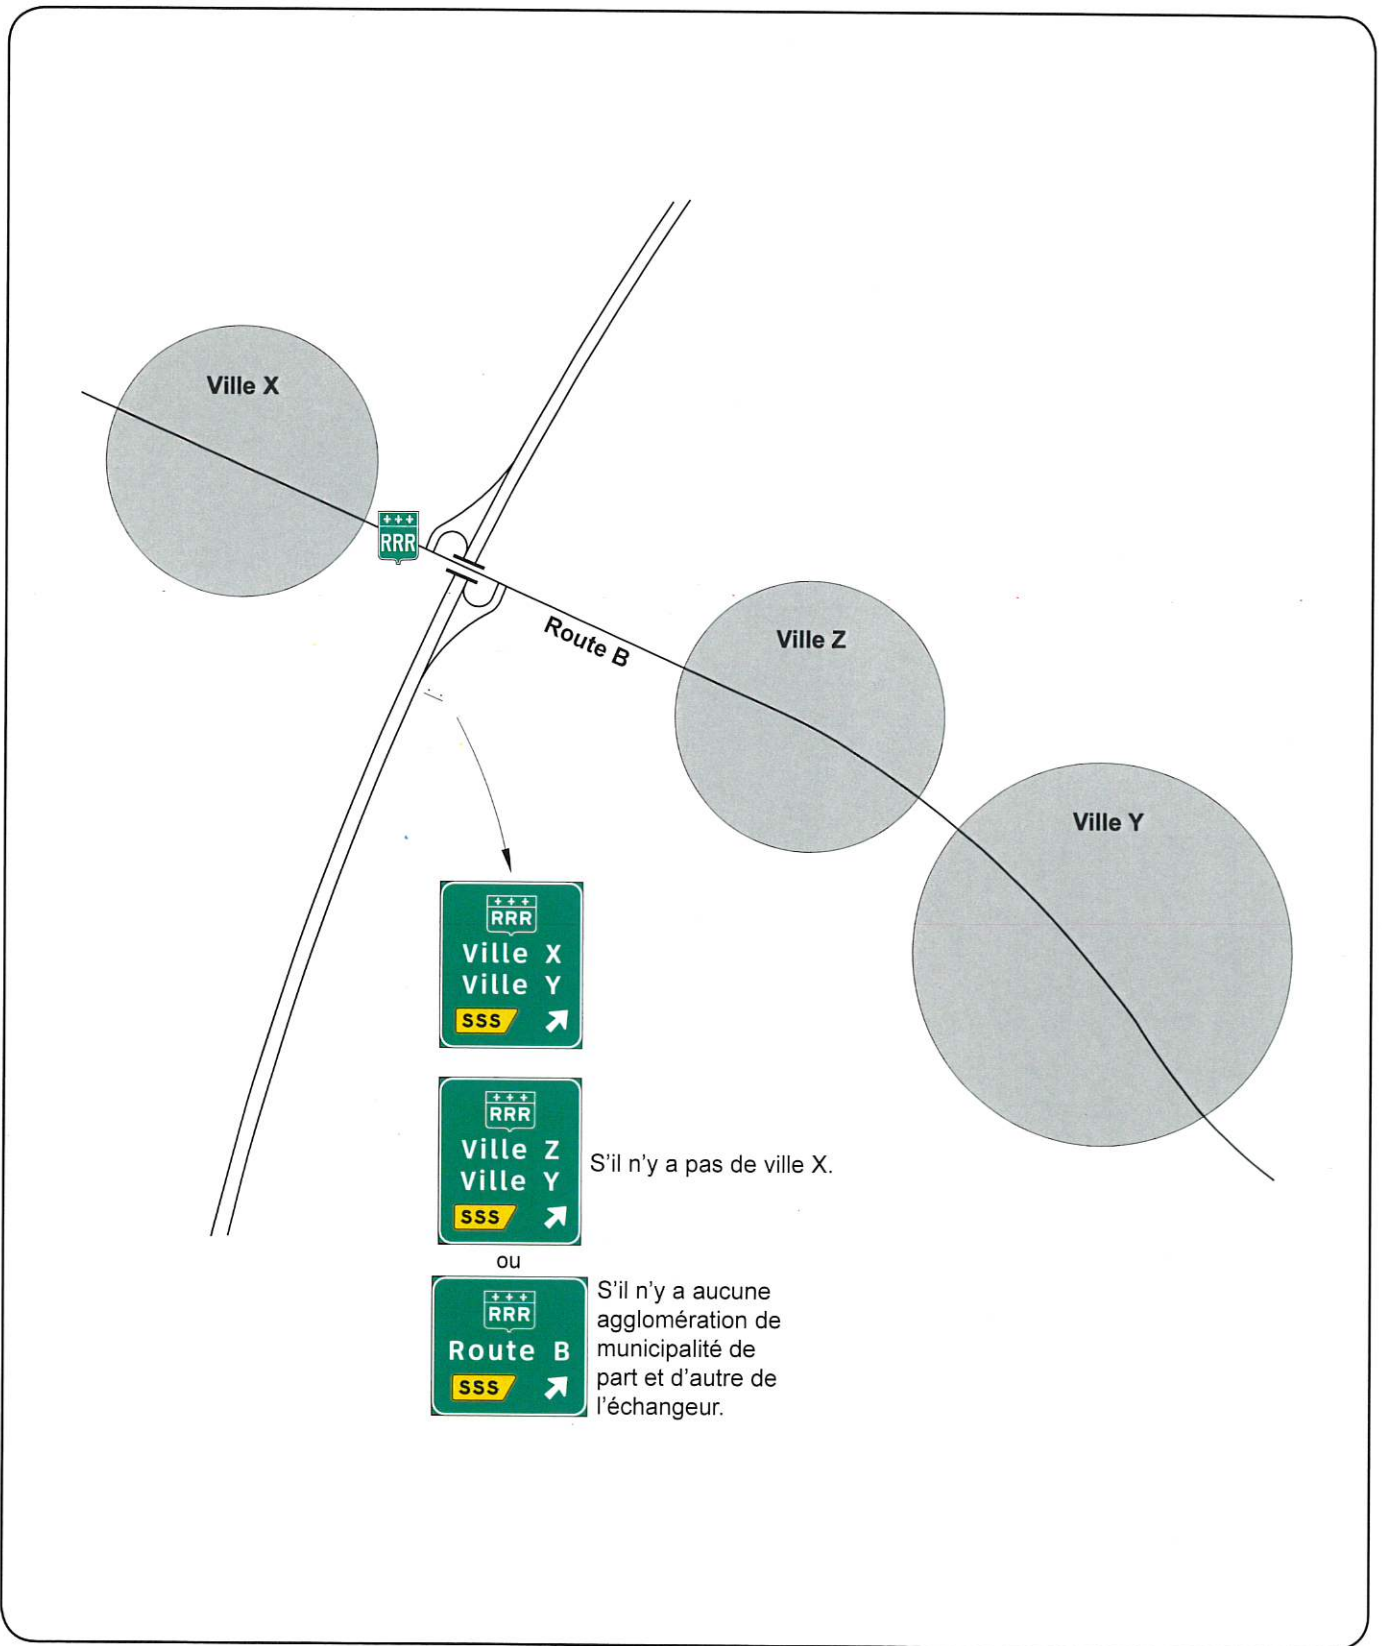 Ville X
+++
RRR
Route B
Ville Z
Ville Y
+++
RRR
Ville X
Ville Y
SSS
+++
RRR
Ville Z
Ville Y
SSS
S'il n'y a pas de ville X.
ou
+++
RRR
Route B
SSS
S'il n'y a aucune
agglomération de
municipalité de
part et d'autre de
l'échangeur.